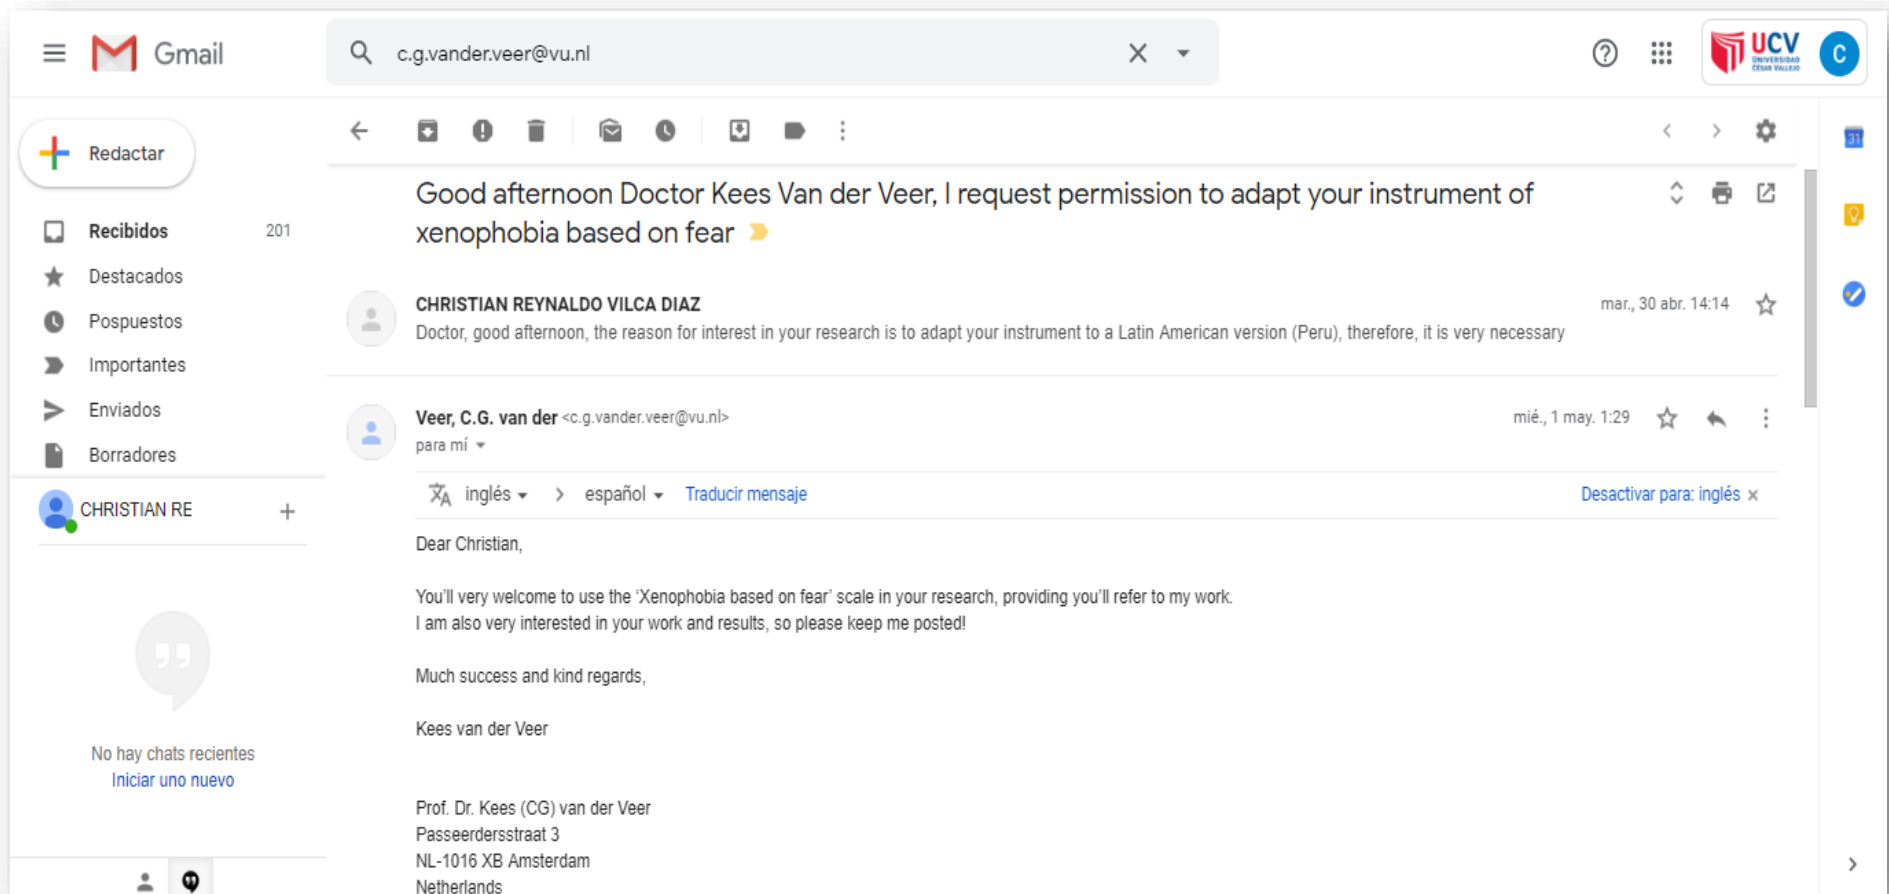 Gmail
c.g.vander.veer@vu.nl
UCV
UNIVERSIDAD
CÉSAR VALLEJO
C
Redactar
Recibidos 201
Destacados
Pospuestos
Importantes
Enviados
Borradores
CHRISTIAN RE
No hay chats recientes
Iniciar uno nuevo
Good afternoon Doctor Kees Van der Veer, I request permission to adapt your instrument of
xenophobia based on fear
CHRISTIAN REYNALDO VILCA DIAZ mar., 30 abr. 14:14
Doctor, good afternoon, the reason for interest in your research is to adapt your instrument to a Latin American version (Peru), therefore, it is very necessary
Veer, C.G. van der <c.g.vander.veer@vu.nl> mié., 1 may. 1:29
para mí
inglés > español Traducir mensaje Desactivar para: inglés ×
Dear Christian,
You'll very welcome to use the ‘Xenophobia based on fear’ scale in your research, providing you'll refer to my work.
I am also very interested in your work and results, so please keep me posted!
Much success and kind regards,
Kees van der Veer
Prof. Dr. Kees (CG) van der Veer
Passeerdersstraat 3
NL-1016 XB Amsterdam
Netherlands
31